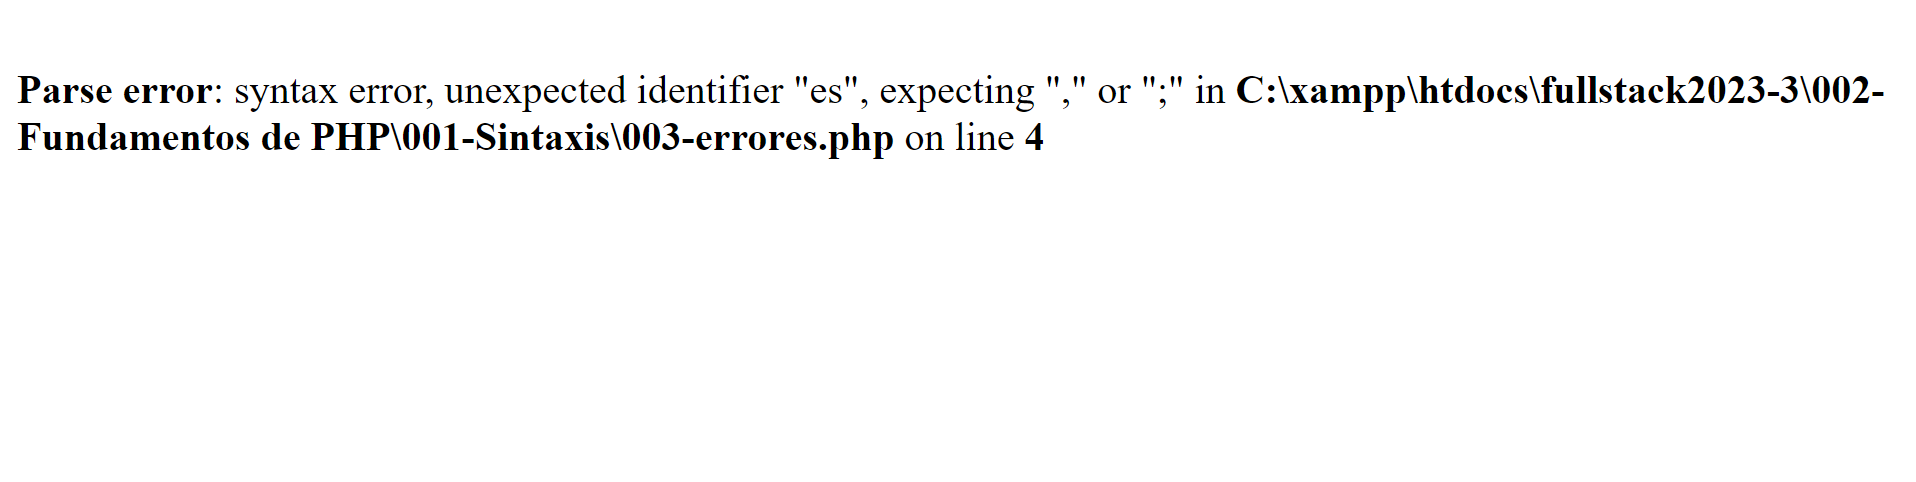 Parse error: syntax error, unexpected identifier "es", expecting "," or ";" in C:\xampp\htdocs\fullstack2023-3\002-
Fundamentos de PHP\001-Sintaxis\003-errores.php on line 4